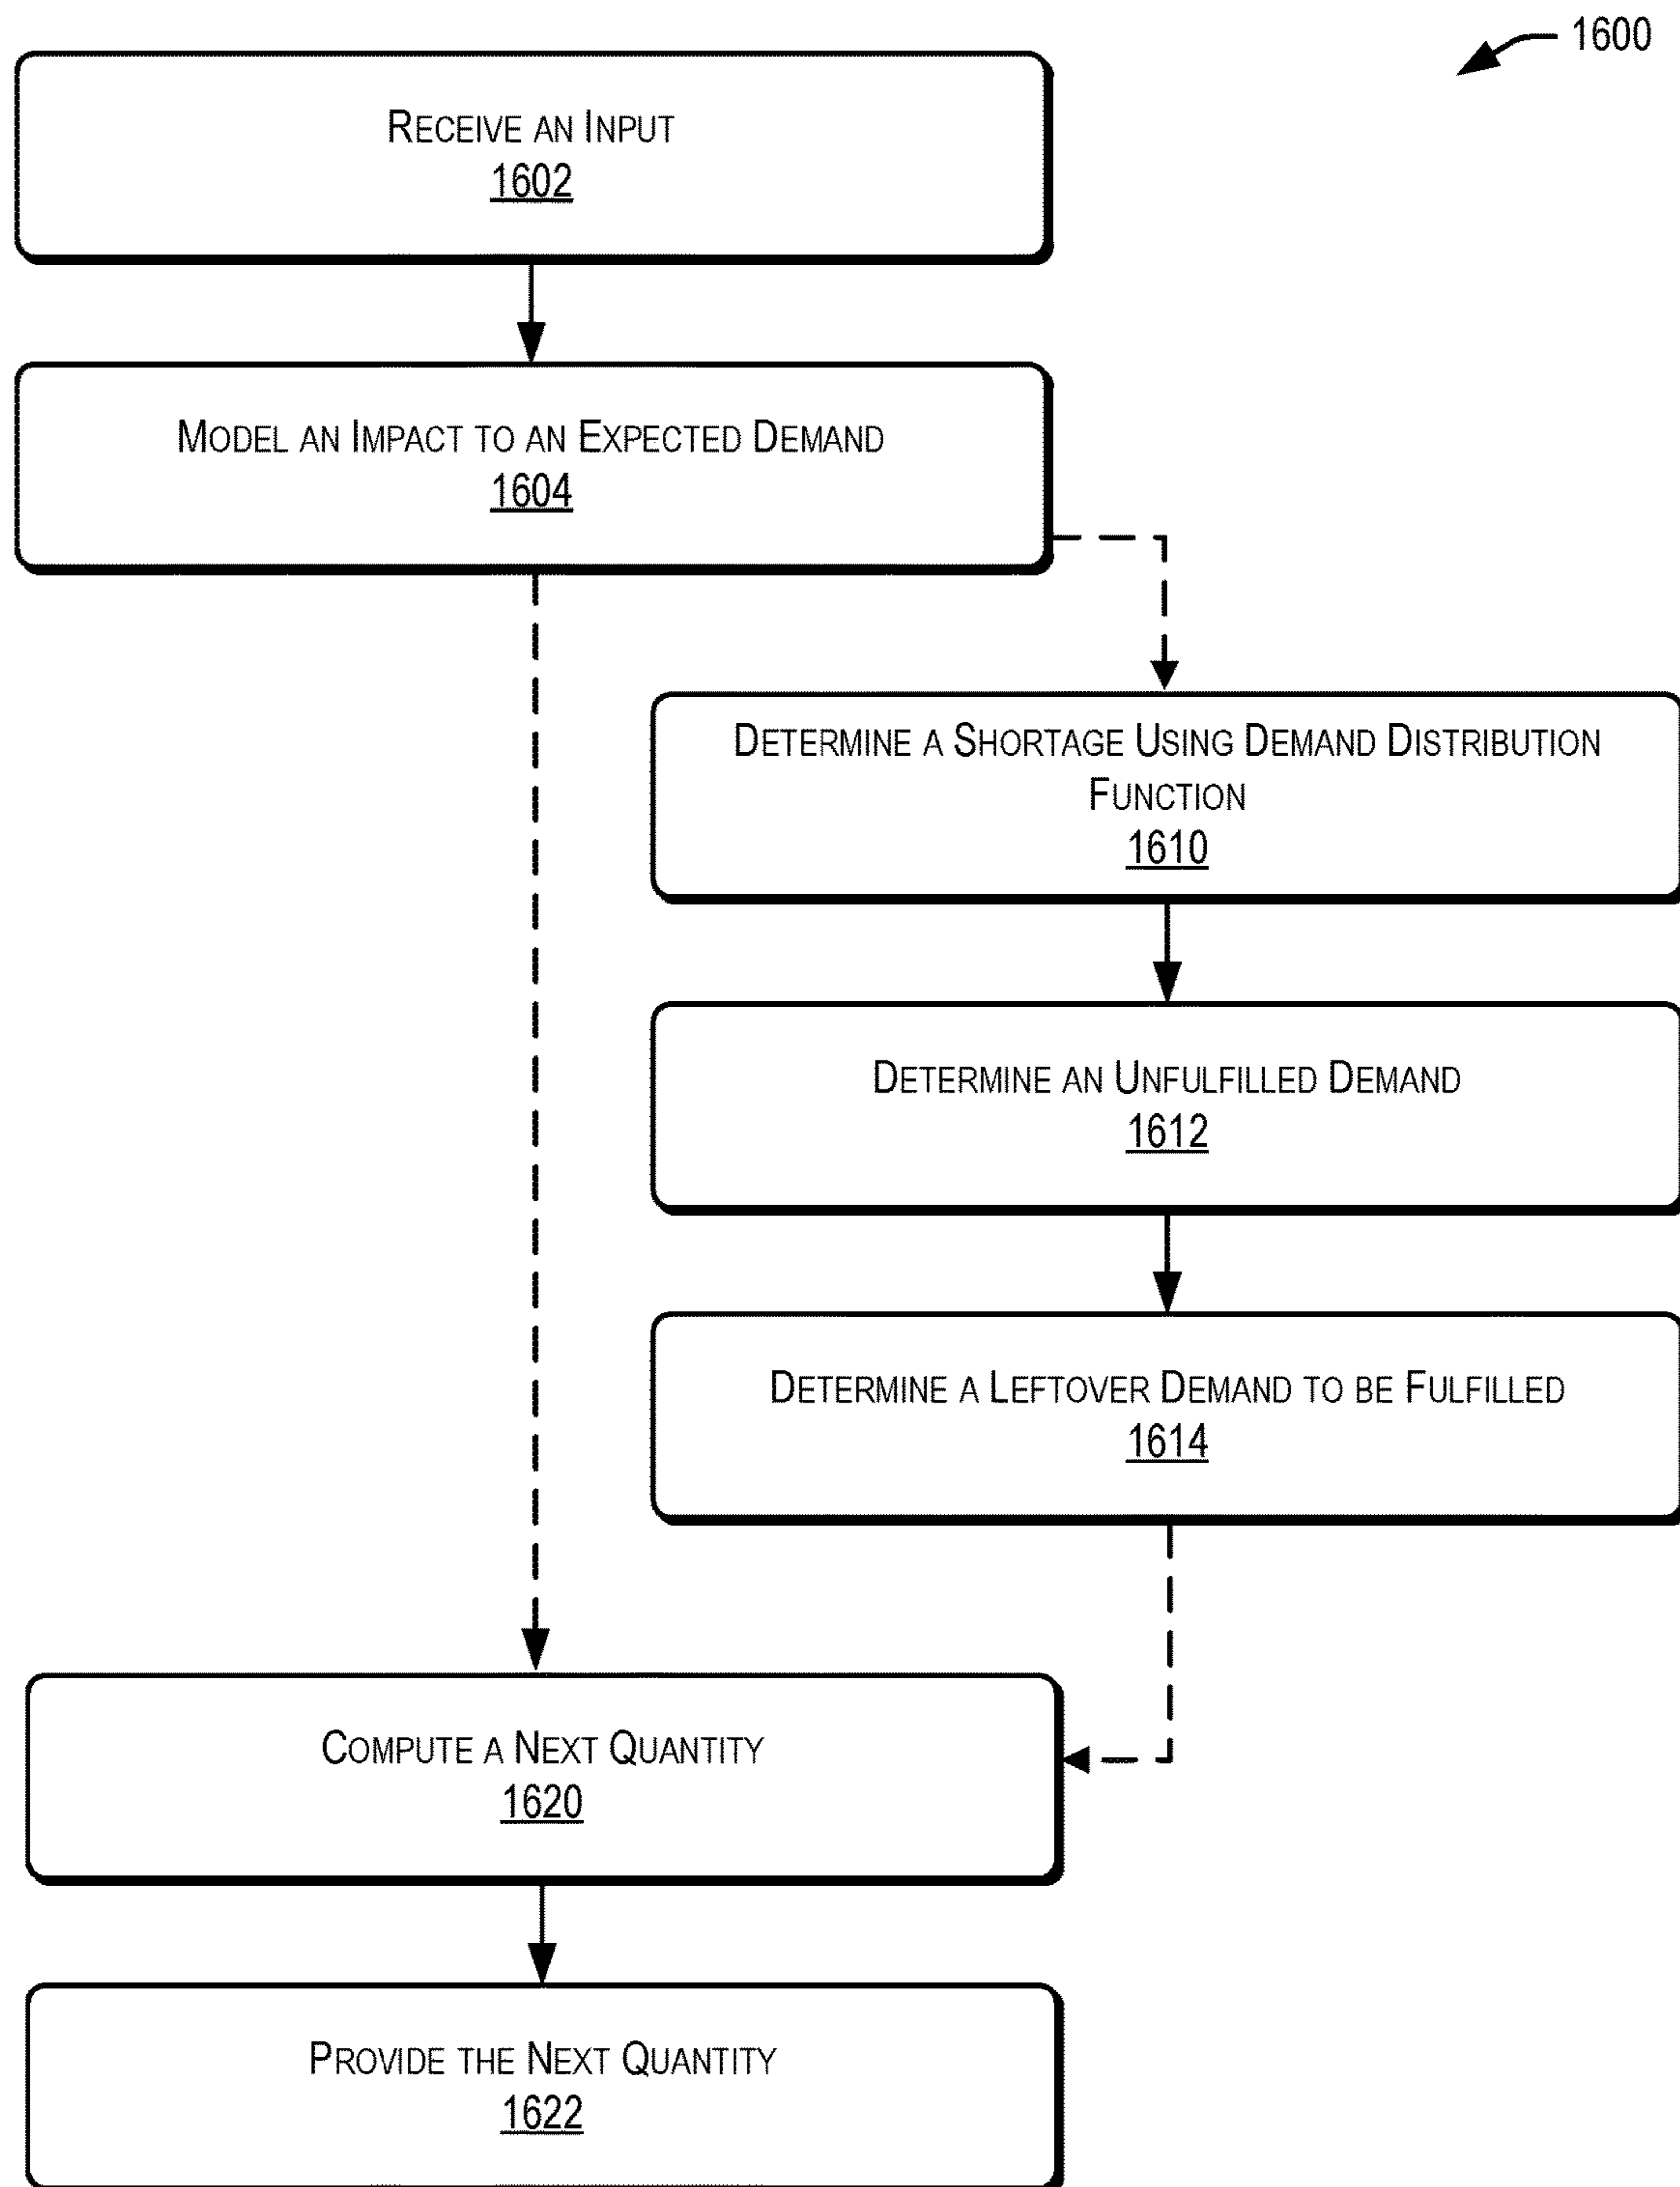 1600
Receive an Input
1602
Model an Impact to an Expected Demand
1604
Determine a Shortage Using Demand Distribution
Function
1610
Determine an Unfulfilled Demand
1612
Determine a Leftover Demand to be Fulfilled
1614
Compute a Next Quantity
1620
Provide the Next Quantity
1622